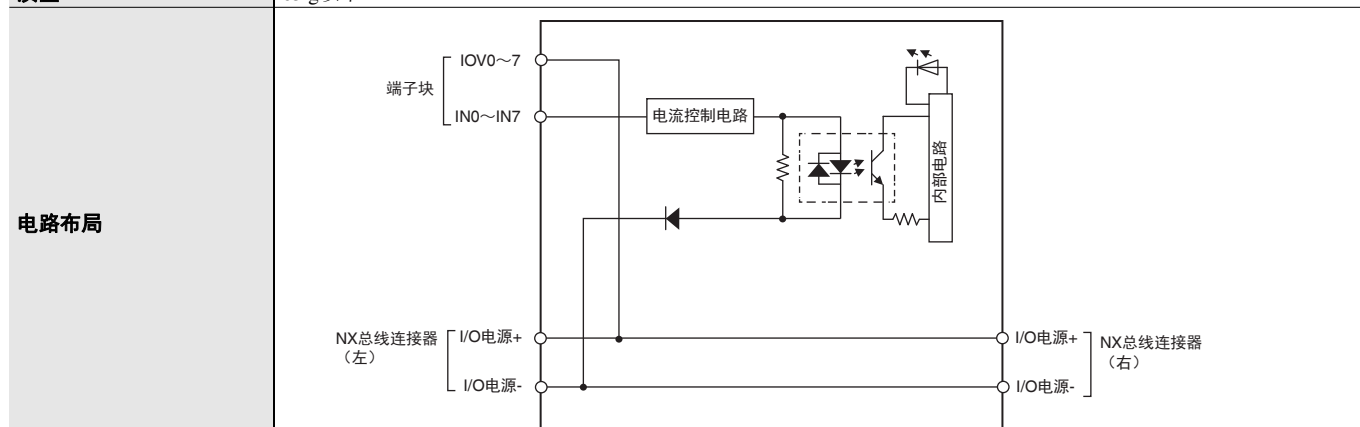 电路布局
IOV0～7
端子块
IN0～IN7
电流控制电路
内部电路
NX总线连接器
（左）
I/O电源+
I/O电源-
I/O电源+
I/O电源-
NX总线连接器
（右）